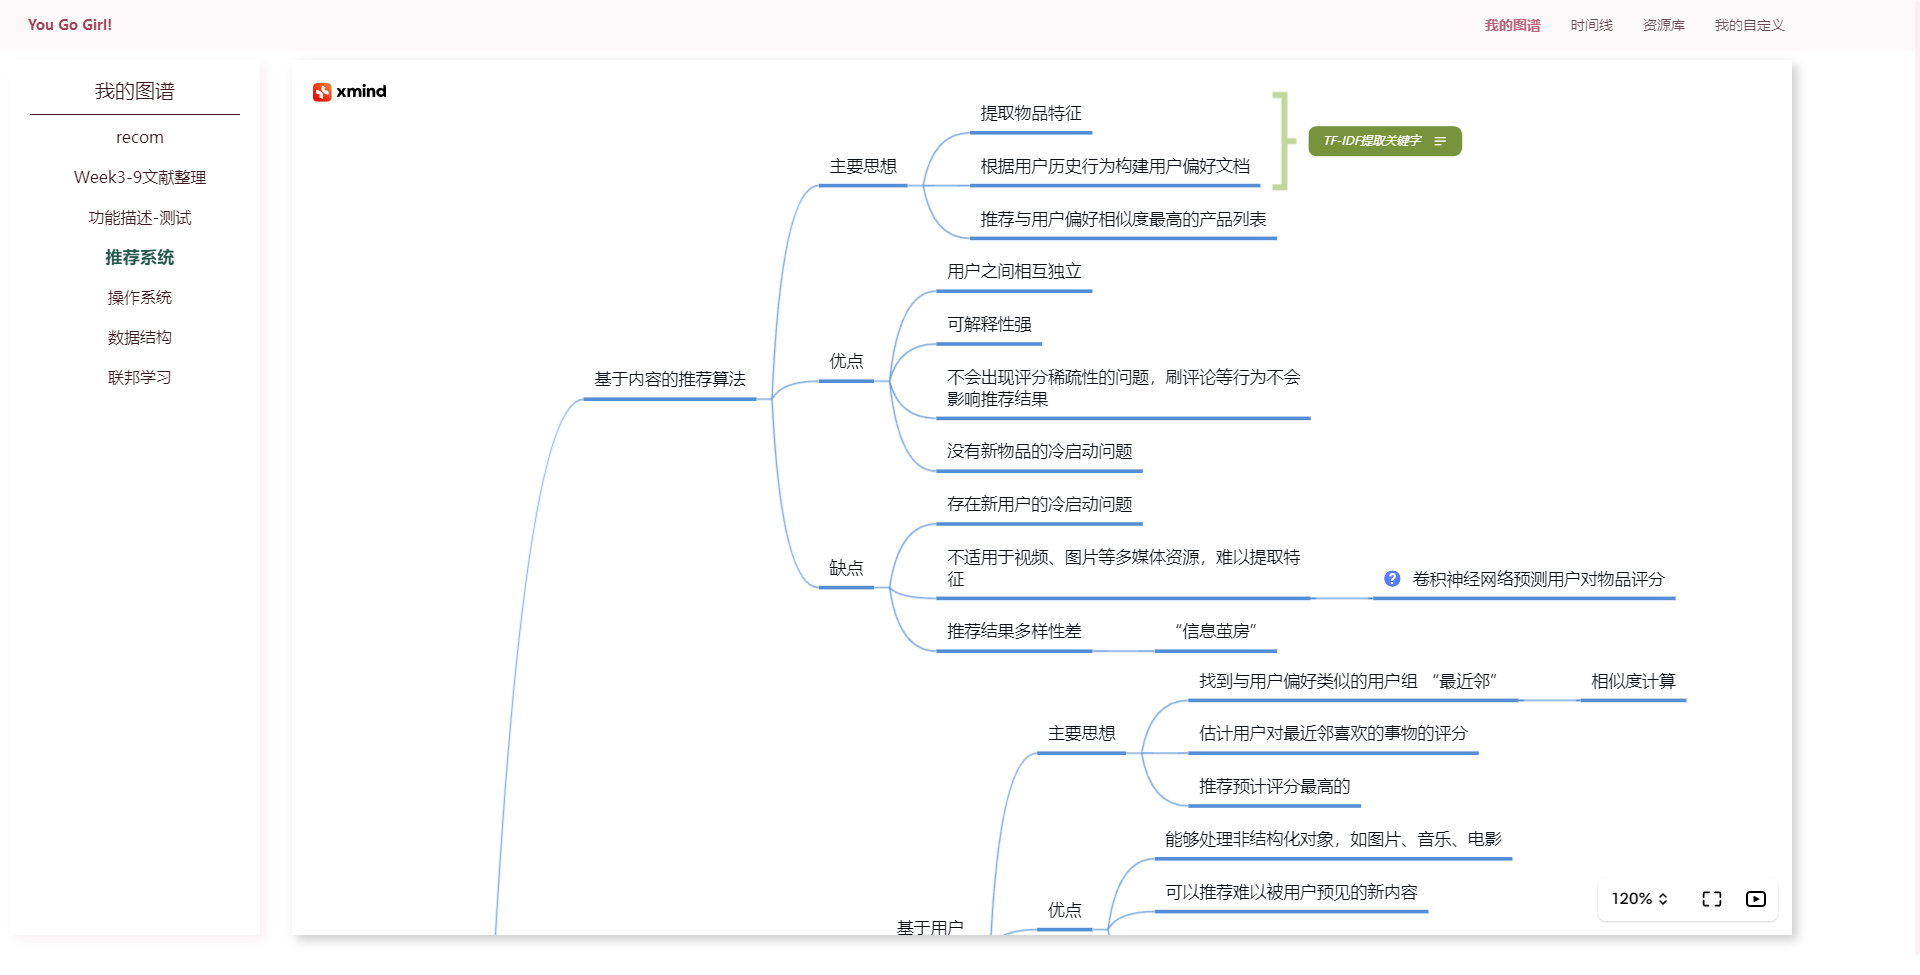 You Go Girl!
我的图谱
时间线
资源库
我的自定义
我的图谱
recom
Week3-9文献整理
功能描述-测试
推荐系统
操作系统
数据结构
联邦学习
xmind
基于内容的推荐算法
主要思想
提取物品特征
根据用户历史行为构建用户偏好文档
推荐与用户偏好相似度最高的产品列表
TF-IDF提取关键字
优点
用户之间相互独立
可解释性强
不会出现评分稀疏性的问题，刷评论等行为不会
影响推荐结果
没有新物品的冷启动问题
缺点
存在新用户的冷启动问题
不适用于视频、图片等多媒体资源，难以提取特
征
卷积神经网络预测用户对物品评分
推荐结果多样性差
“信息茧房”
基于用户
主要思想
找到与用户偏好类似的用户组 “最近邻”
相似度计算
估计用户对最近邻喜欢的事物的评分
推荐预计评分最高的
优点
能够处理非结构化对象，如图片、音乐、电影
可以推荐难以被用户预见的新内容
120%